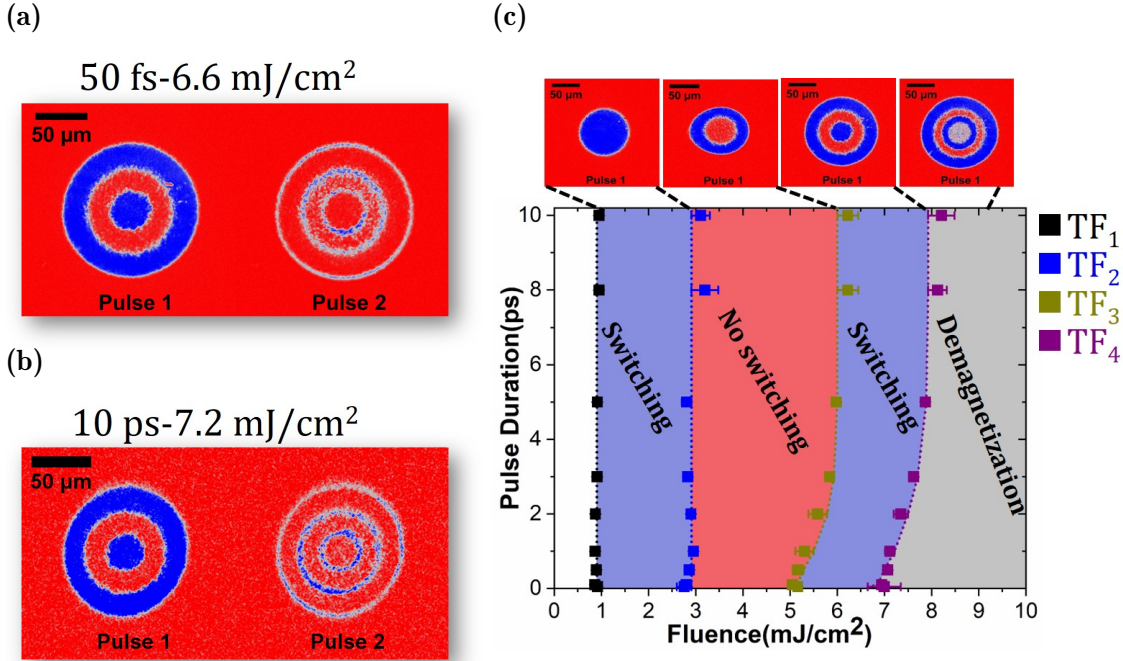 (a)
50 fs-6.6 mJ/cm²
50 µm
Pulse 1
Pulse 2
(b)
10 ps-7.2 mJ/cm²
50 µm
Pulse 1
Pulse 2
(c)
50 µm
50 µm
50 µm
50 µm
Pulse 1
Pulse 1
Pulse 1
Pulse 1
TF₁
TF₂
TF₃
TF₄
Pulse Duration(ps)
10
8
6
4
2
0
Switching
No switching
Switching
Demagnetization
0
1
2
3
4
5
6
7
8
9
10
Fluence(mJ/cm²)